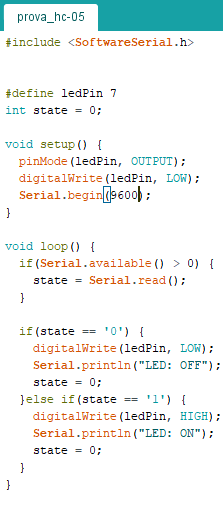 prova_hc-05
#include <SoftwareSerial.h>
#define ledPin 7
int state = 0;
void setup() {
  pinMode(ledPin, OUTPUT);
  digitalWrite(ledPin, LOW);
  Serial.begin(9600);
}
void loop() {
  if(Serial.available() > 0) {
    state = Serial.read();
  }
  if(state == '0') {
    digitalWrite(ledPin, LOW);
    Serial.println("LED: OFF");
    state = 0;
  }else if(state == '1') {
    digitalWrite(ledPin, HIGH);
    Serial.println("LED: ON");
    state = 0;
  }
}